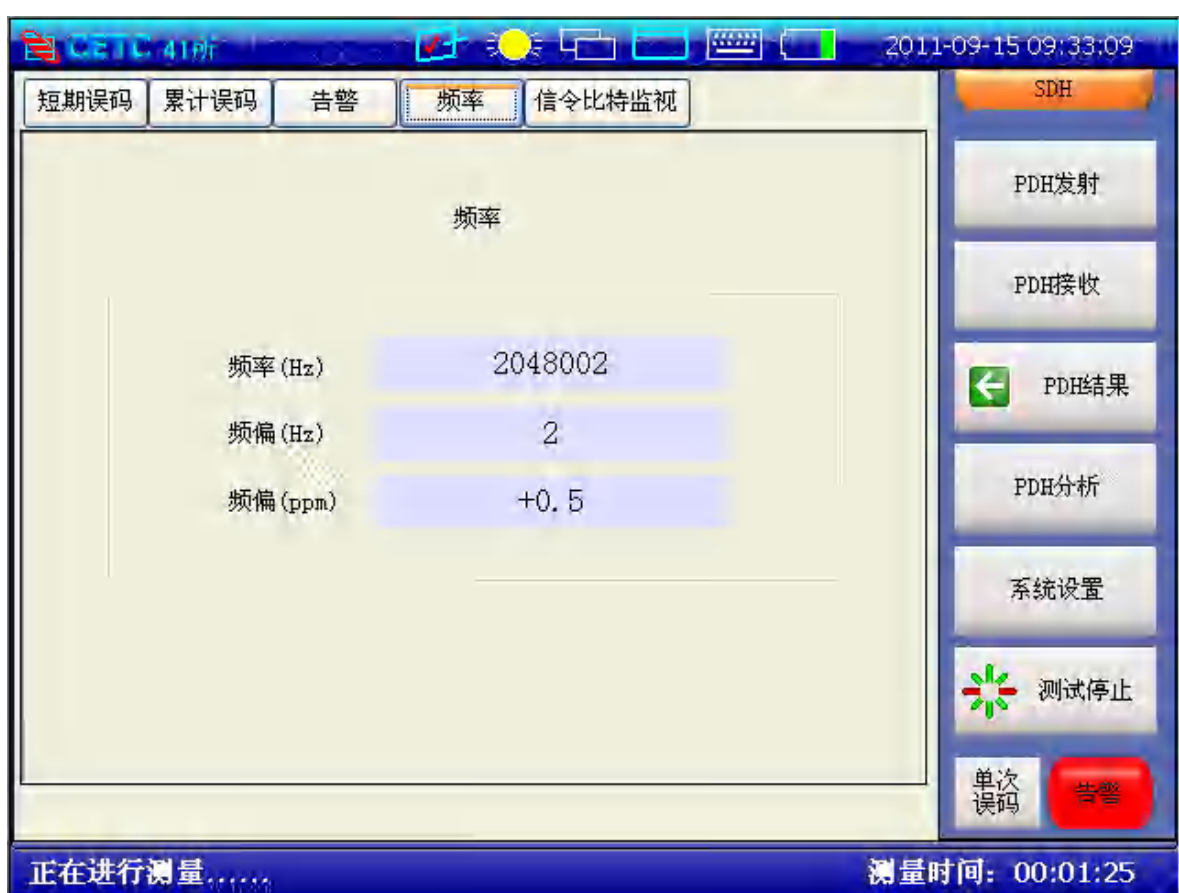 CETC 41所
2011-09-15 09:33:09
短期误码 累计误码 告警 频率 信令比特监视
SDH
PDH发射
PDH接收
PDH结果
PDH分析
系统设置
测试停止
单次
误码
告警
频率
频率(Hz) 2048002
频偏(Hz) 2
频偏(ppm) +0.5
正在进行测量......
测量时间: 00:01:25